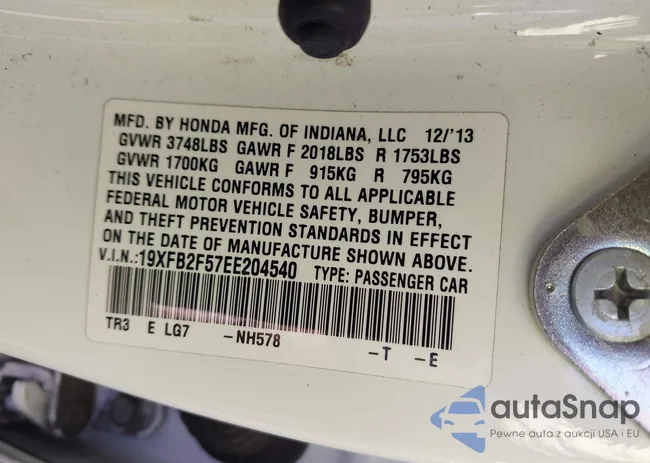 MFD. BY HONDA MFG. OF INDIANA, LLC 12/'13
GVWR 3748LBS GAWR F 2018LBS R 1753LBS
GVWR 1700KG GAWR F 915KG R 795KG
THIS VEHICLE CONFORMS TO ALL APPLICABLE
FEDERAL MOTOR VEHICLE SAFETY, BUMPER,
AND THEFT PREVENTION STANDARDS IN EFFECT
ON THE DATE OF MANUFACTURE SHOWN ABOVE.
V.I.N.:19XFB2F57EE204540 TYPE: PASSENGER CAR
TR3 E LG7 -NH578 -T -E
autaSnap
Pewne auta z aukcji USA i EU